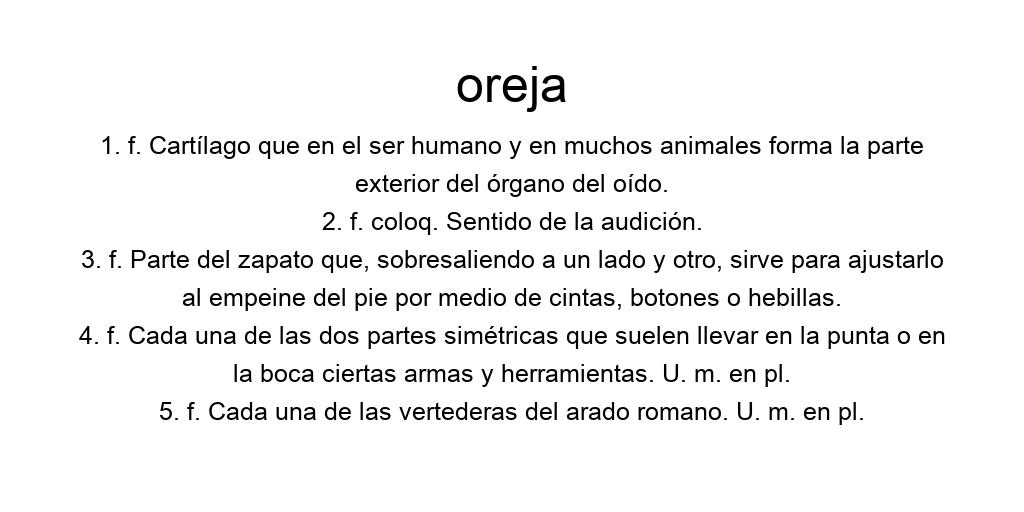 oreja
1. f. Cartílago que en el ser humano y en muchos animales forma la parte
exterior del órgano del oído.
2. f. coloq. Sentido de la audición.
3. f. Parte del zapato que, sobresaliendo a un lado y otro, sirve para ajustarlo
al empeine del pie por medio de cintas, botones o hebillas.
4. f. Cada una de las dos partes simétricas que suelen llevar en la punta o en
la boca ciertas armas y herramientas. U. m. en pl.
5. f. Cada una de las vertederas del arado romano. U. m. en pl.